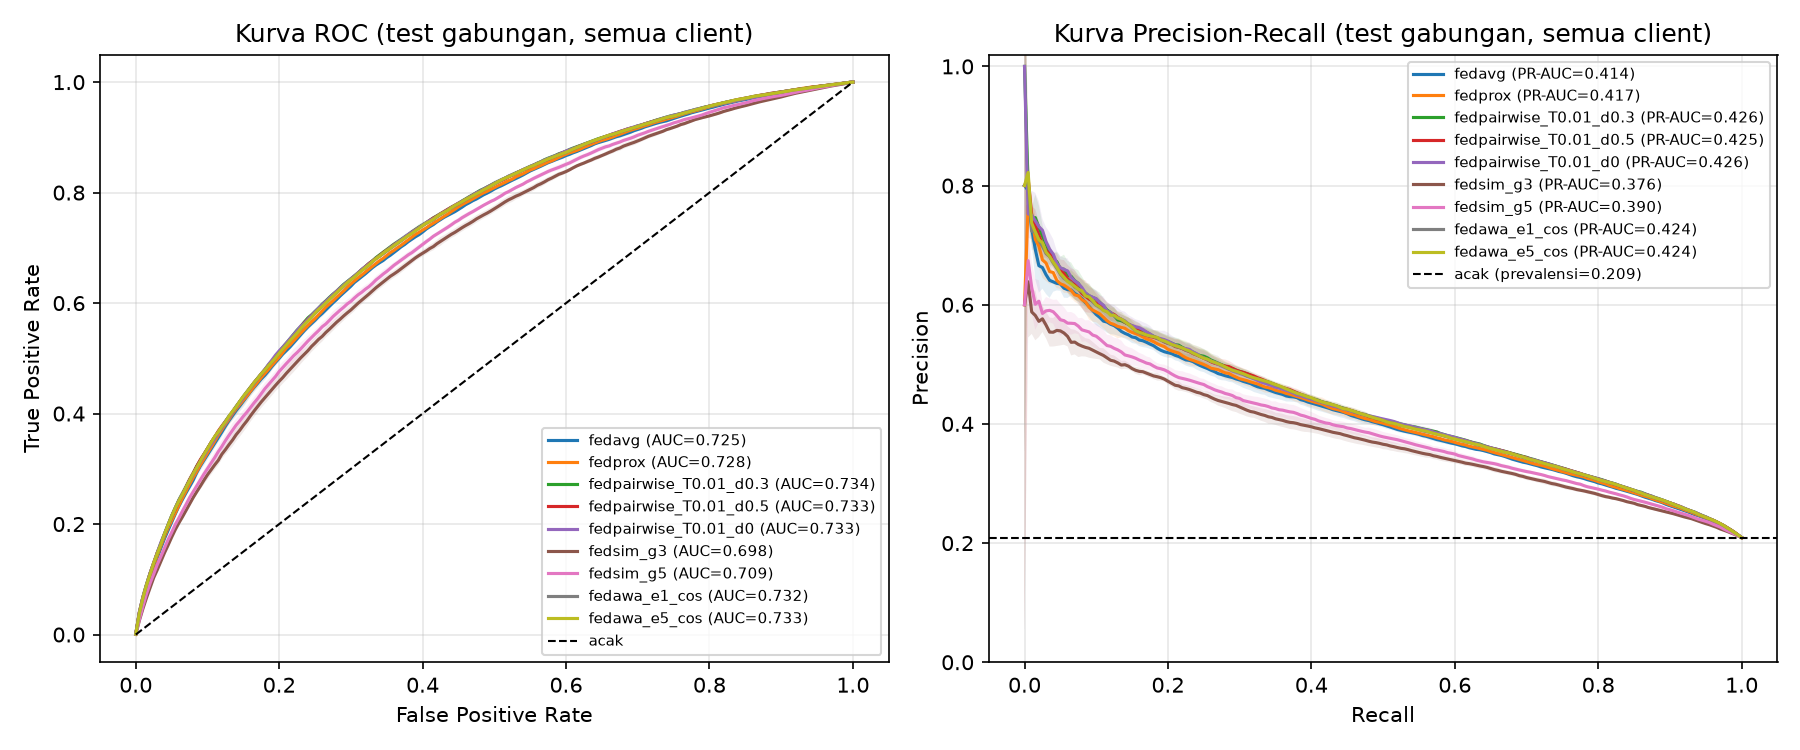 Kurva ROC (test gabungan, semua client)
True Positive Rate
1.0
0.8
0.6
0.4
0.2
0.0
fedavg (AUC=0.725)
fedprox (AUC=0.728)
fedpairwise_T0.01_d0.3 (AUC=0.734)
fedpairwise_T0.01_d0.5 (AUC=0.733)
fedpairwise_T0.01_d0 (AUC=0.733)
fedsim_g3 (AUC=0.698)
fedsim_g5 (AUC=0.709)
fedawa_e1_cos (AUC=0.732)
fedawa_e5_cos (AUC=0.733)
acak
0.0 0.2 0.4 0.6 0.8 1.0
False Positive Rate
Kurva Precision-Recall (test gabungan, semua client)
Precision
1.0
0.8
0.6
0.4
0.2
0.0
fedavg (PR-AUC=0.414)
fedprox (PR-AUC=0.417)
fedpairwise_T0.01_d0.3 (PR-AUC=0.426)
fedpairwise_T0.01_d0.5 (PR-AUC=0.425)
fedpairwise_T0.01_d0 (PR-AUC=0.426)
fedsim_g3 (PR-AUC=0.376)
fedsim_g5 (PR-AUC=0.390)
fedawa_e1_cos (PR-AUC=0.424)
fedawa_e5_cos (PR-AUC=0.424)
acak (prevalensi=0.209)
0.0 0.2 0.4 0.6 0.8 1.0
Recall